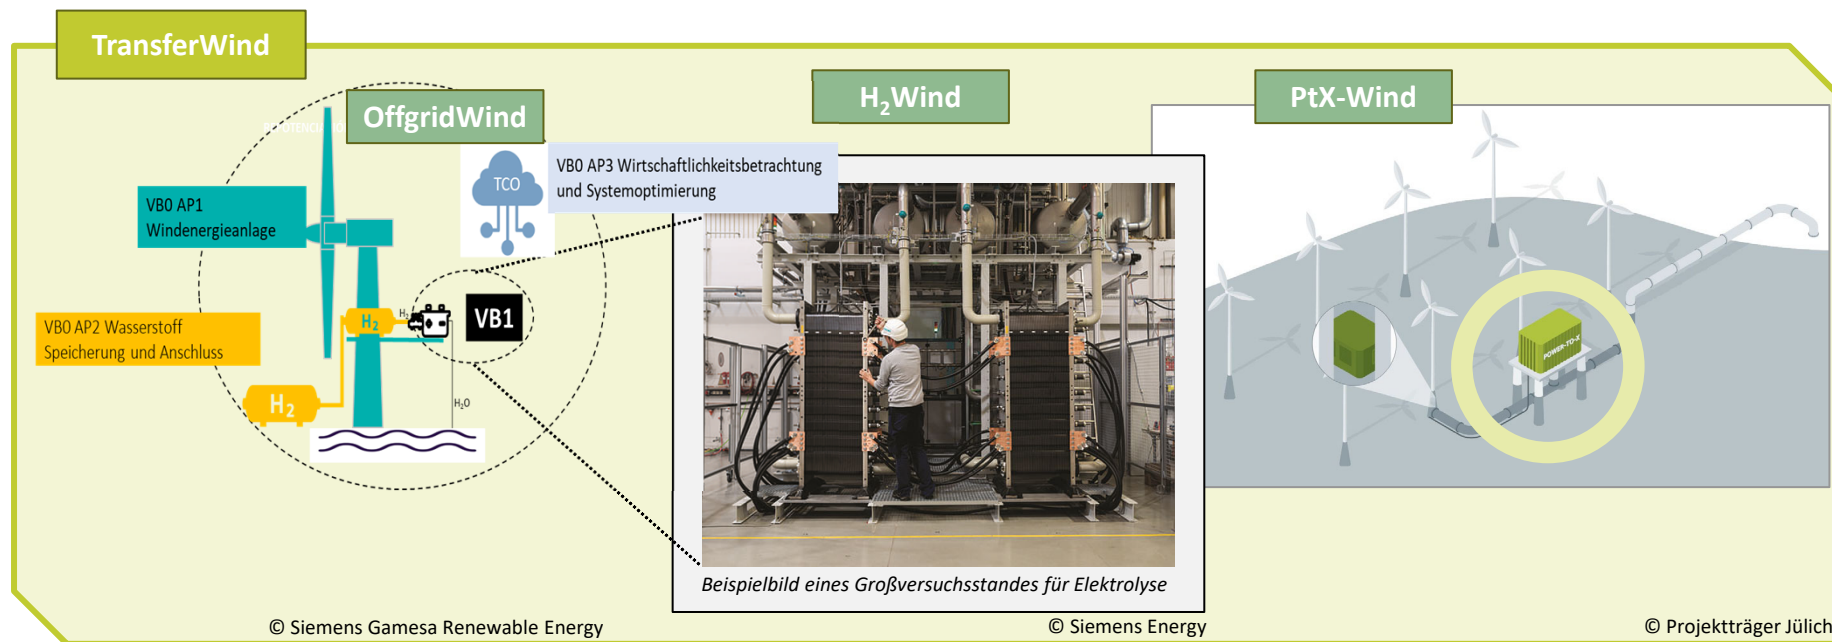 TransferWind
OffgridWind
H₂Wind
PtX-Wind
TCO
VB0 AP3 Wirtschaftlichkeitsbetrachtung
und Systemoptimierung
VB0 AP1
Windenergieanlage
VB0 AP2 Wasserstoff
Speicherung und Anschluss
H₂
H₂
H₂
VB1
H₂O
POWER-TO-X
Beispielbild eines Großversuchsstandes für Elektrolyse
© Siemens Gamesa Renewable Energy
© Siemens Energy
© Projektträger Jülich